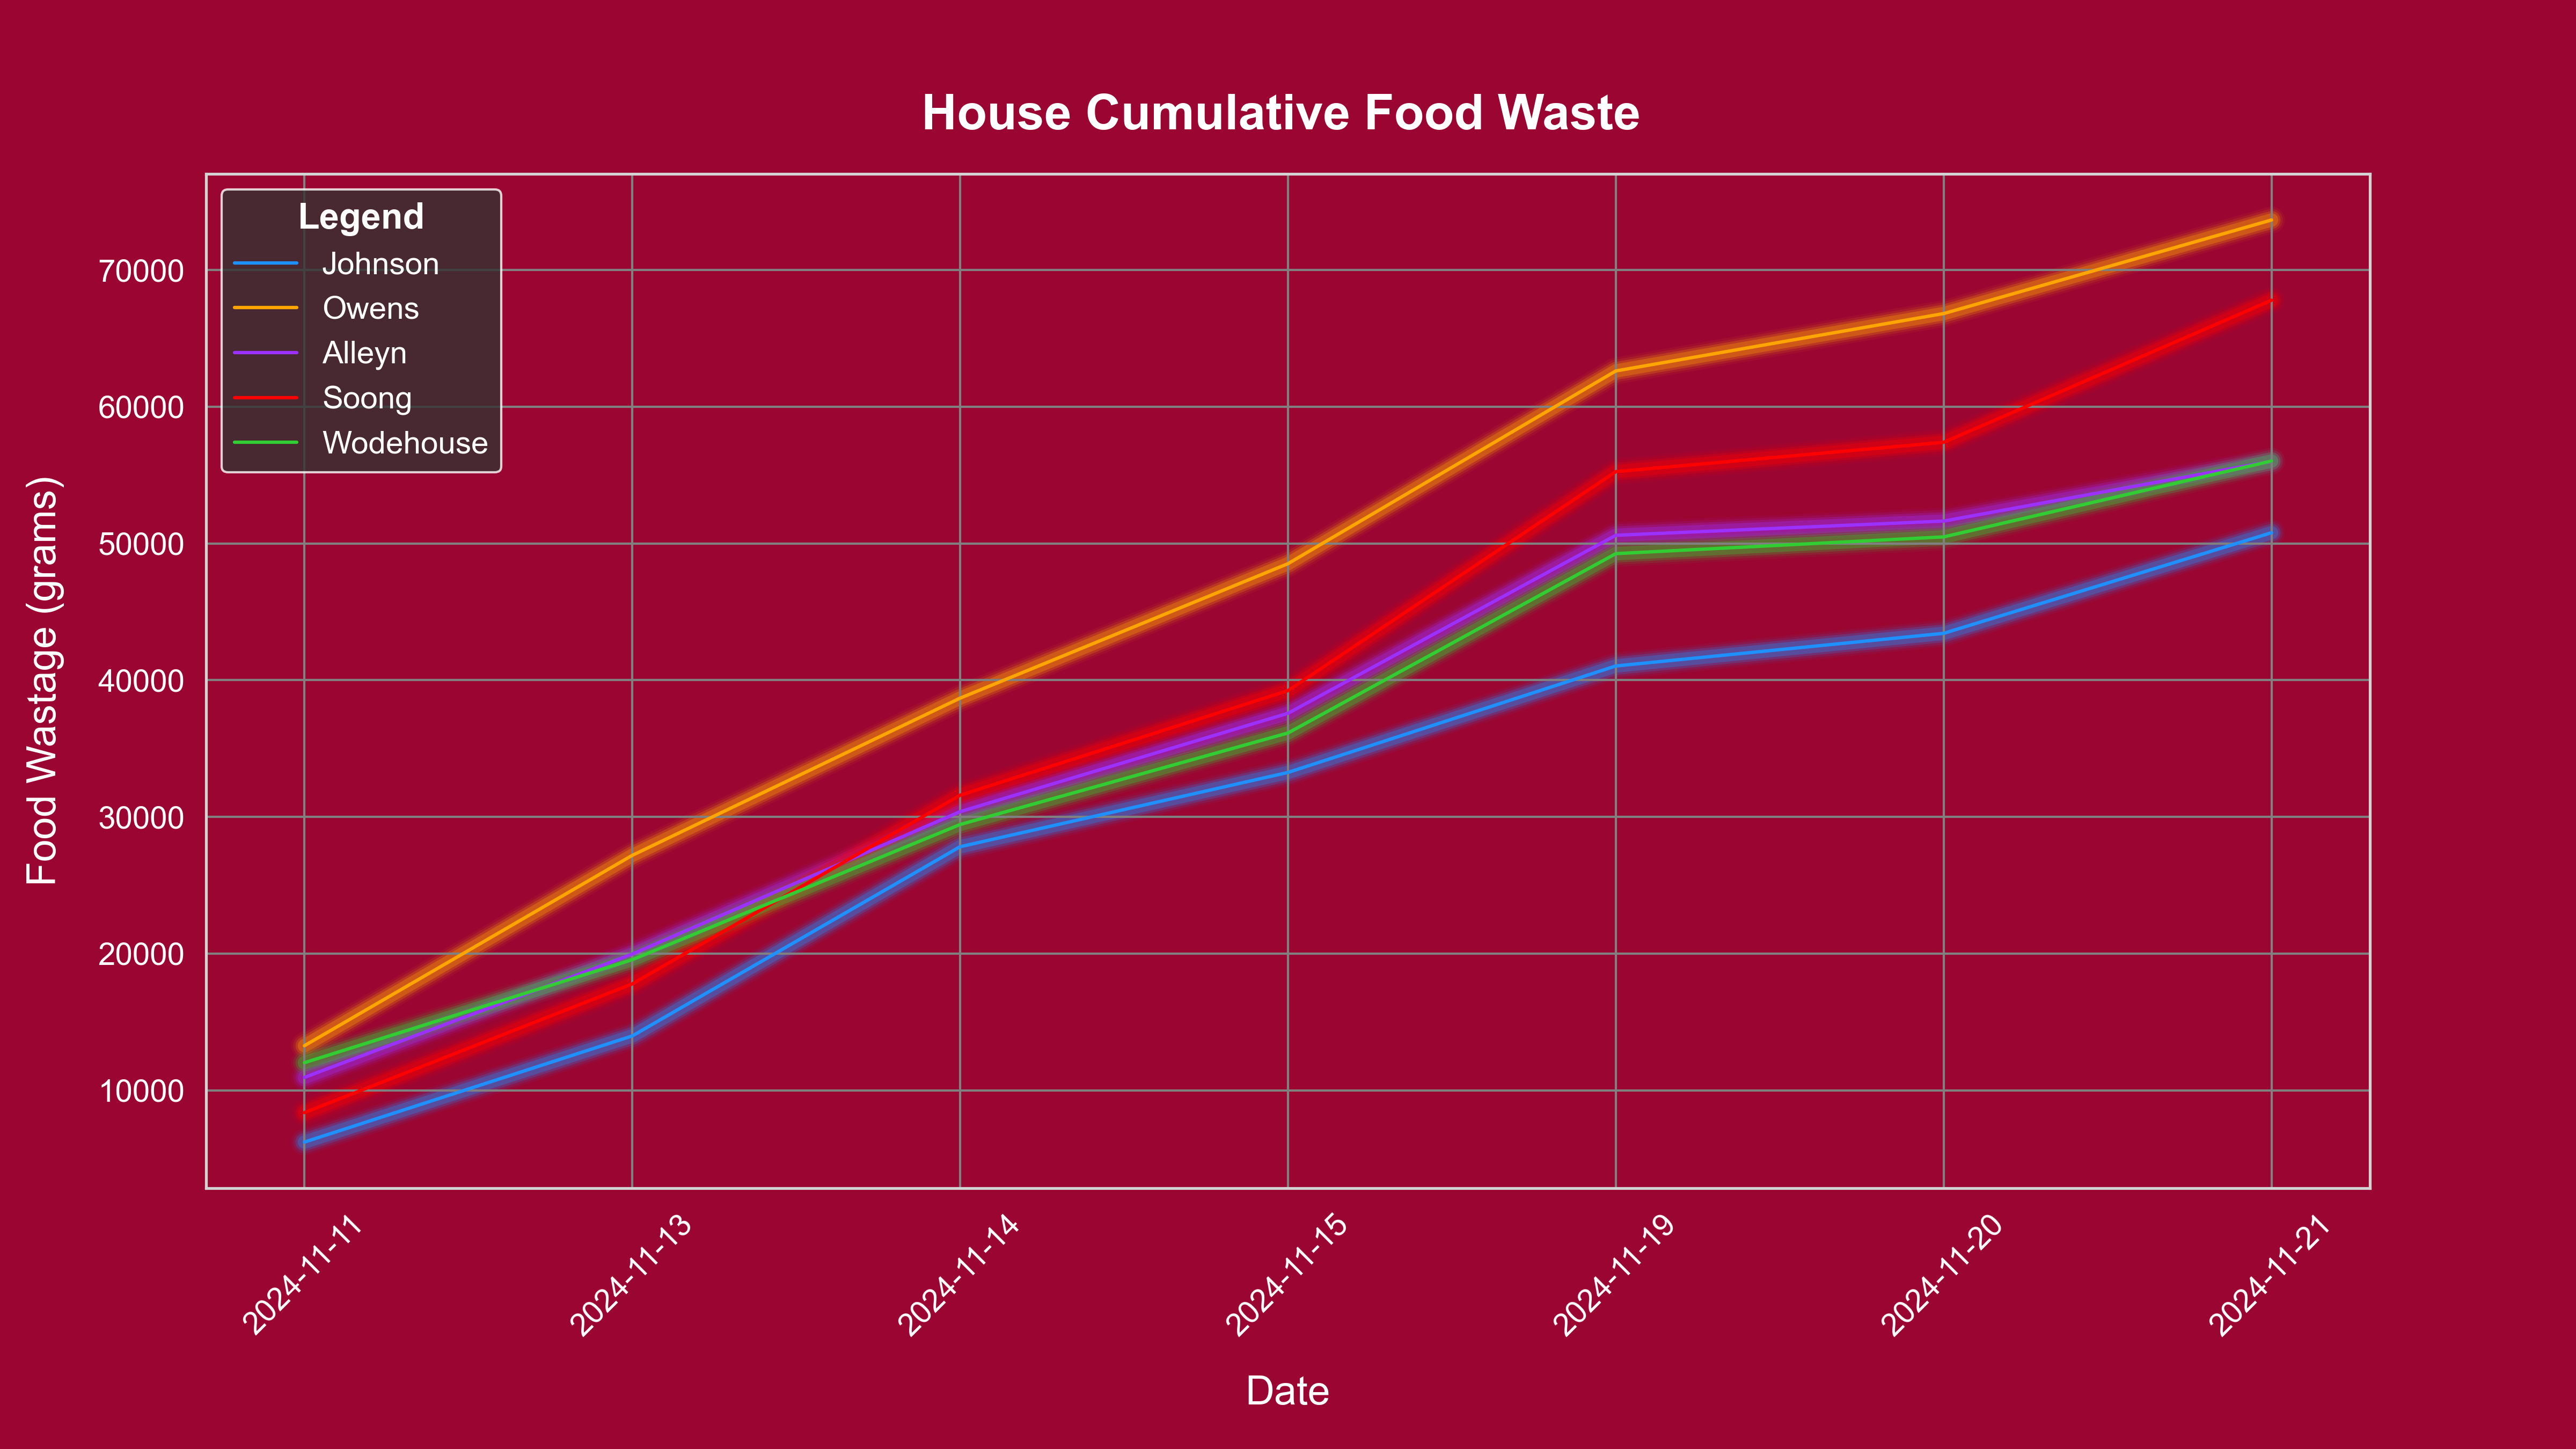 House Cumulative Food Waste
Legend
Johnson
Owens
Alleyn
Soong
Wodehouse
70000
60000
50000
40000
30000
20000
10000
Food Wastage (grams)
2024-11-11
2024-11-13
2024-11-14
2024-11-15
2024-11-19
2024-11-20
2024-11-21
Date